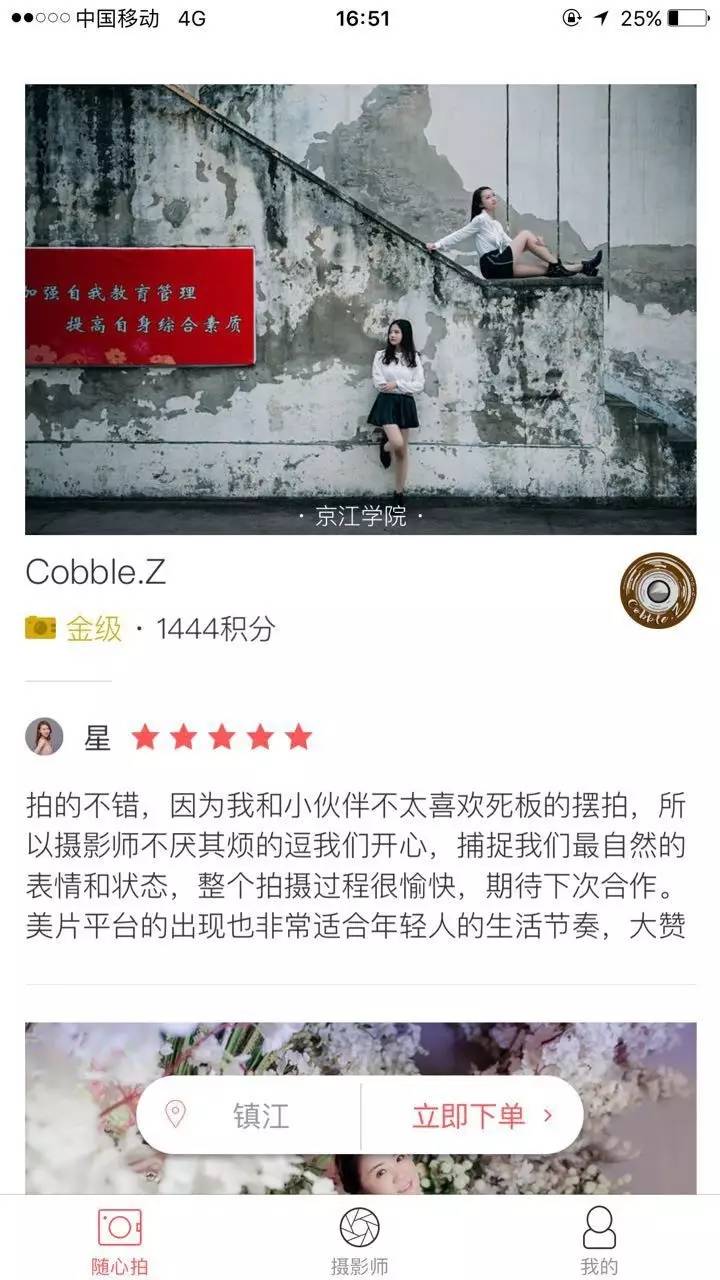 中国移动 4G 16:51 25%
加强自我教育管理
提高自身综合素质
· 京江学院 ·
Cobble.Z
Cobble.Z
金级 · 1444积分
星
拍的不错，因为我和小伙伴不太喜欢死板的摆拍，所
以摄影师不厌其烦的逗我们开心，捕捉我们最自然的
表情和状态，整个拍摄过程很愉快，期待下次合作。
美片平台的出现也非常适合年轻人的生活节奏，大赞
镇江 立即下单
随心拍 摄影师 我的